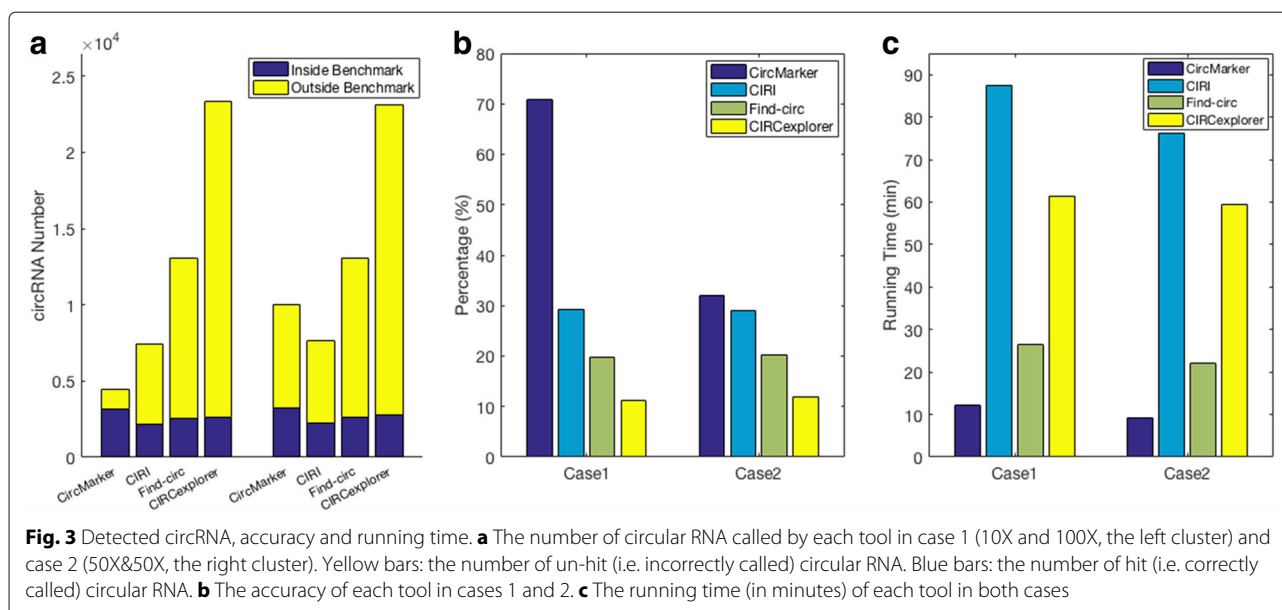 a
×10⁴
2.5
2
1.5
1
0.5
0
circRNA Number
Inside Benchmark
Outside Benchmark
CircMarker
CIRI
Find-circ
CIRCexplorer
CircMarker
CIRI
Find-circ
CIRCexplorer
b
80
70
60
50
40
30
20
10
0
Percentage (%)
CircMarker
CIRI
Find-circ
CIRCexplorer
Case1
Case2
c
90
80
70
60
50
40
30
20
10
0
Running Time (min)
CircMarker
CIRI
Find-circ
CIRCexplorer
Case1
Case2
Fig. 3 Detected circRNA, accuracy and running time. a The number of circular RNA called by each tool in case 1 (10X and 100X, the left cluster) and
case 2 (50X&50X, the right cluster). Yellow bars: the number of un-hit (i.e. incorrectly called) circular RNA. Blue bars: the number of hit (i.e. correctly
called) circular RNA. b The accuracy of each tool in cases 1 and 2. c The running time (in minutes) of each tool in both cases